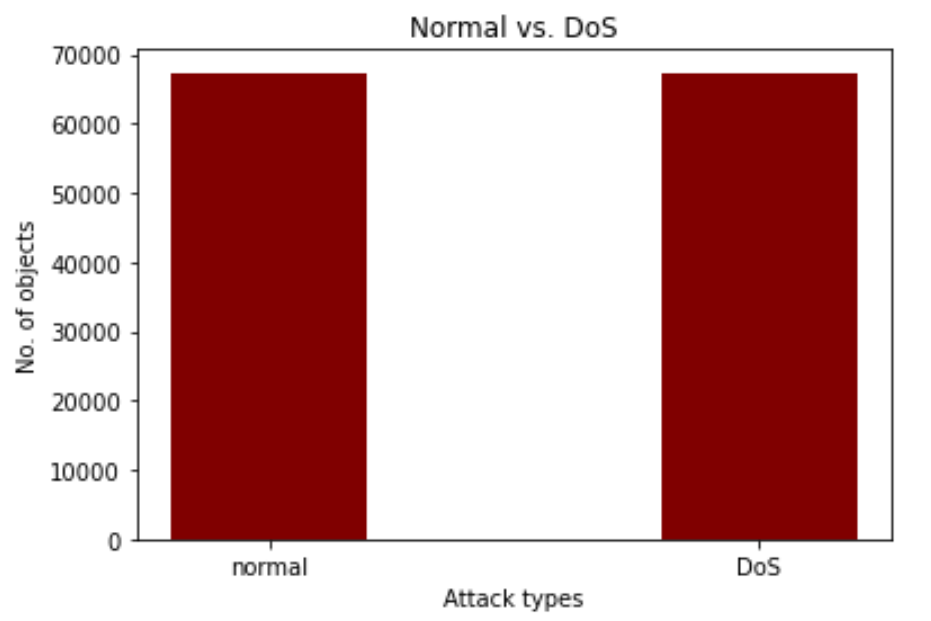 Normal vs. DoS
70000
60000
50000
40000
30000
20000
10000
0
No. of objects
normal
DoS
Attack types